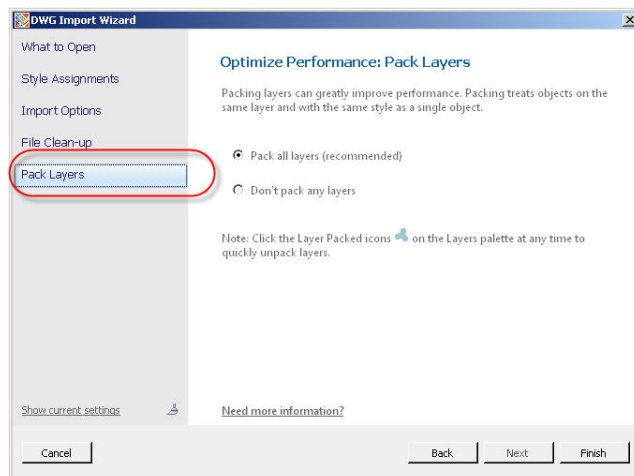 DWG Import Wizard
What to Open
Style Assignments
Import Options
File Clean-up
Pack Layers
Optimize Performance: Pack Layers
Packing layers can greatly improve performance. Packing treats objects on the
same layer and with the same style as a single object.
Pack all layers (recommended)
Don't pack any layers
Note: Click the Layer Packed icons on the Layers palette at any time to
quickly unpack layers.
Show current settings
Need more information?
Cancel
Back
Next
Finish